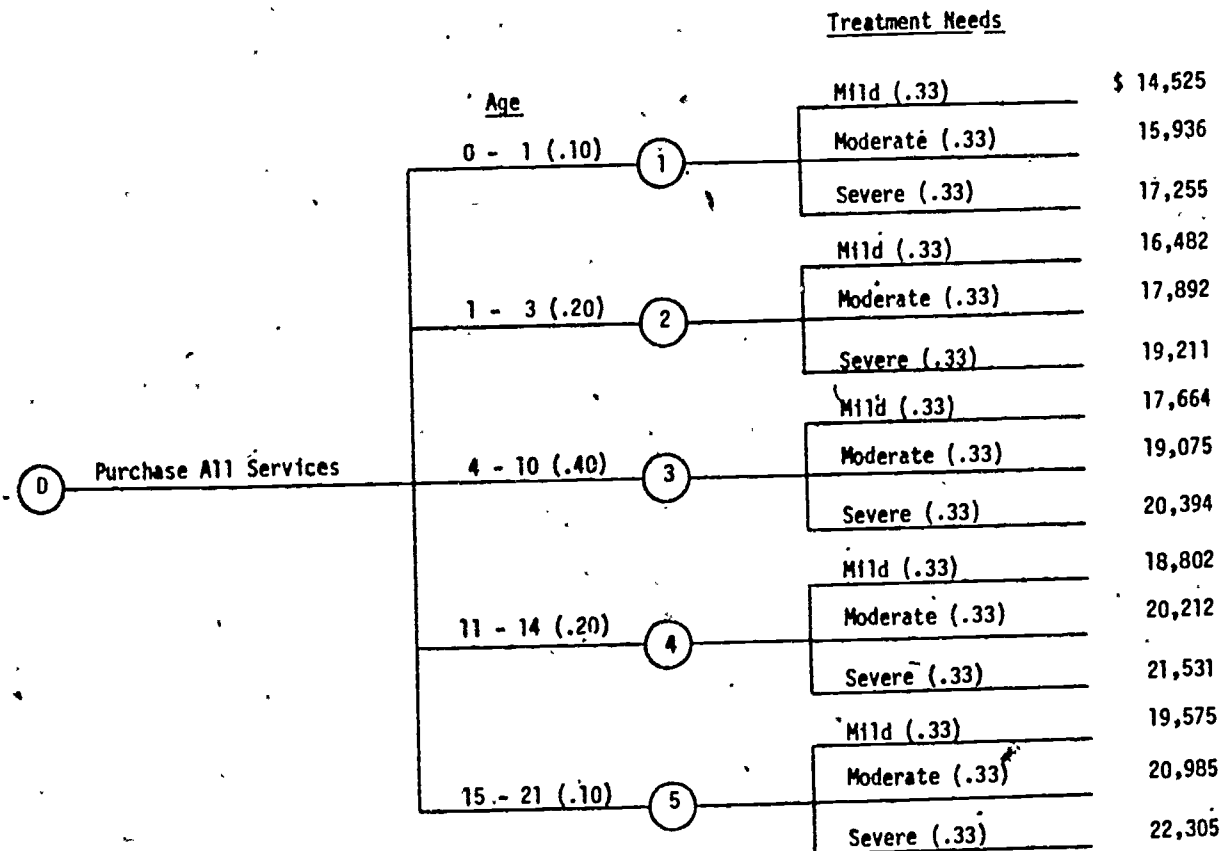 Treatment Needs
Age
Mild (.33) $ 14,525
0 - 1 (.10) 1 Moderate (.33) 15,936
Severe (.33) 17,255
Mild (.33) 16,482
1 - 3 (.20) 2 Moderate (.33) 17,892
Severe (.33) 19,211
Mild (.33) 17,664
D Purchase All Services 4 - 10 (.40) 3 Moderate (.33) 19,075
Severe (.33) 20,394
Mild (.33) 18,802
11 - 14 (.20) 4 Moderate (.33) 20,212
Severe (.33) 21,531
Mild (.33) 19,575
15 - 21 (.10) 5 Moderate (.33) 20,985
Severe (.33) 22,305